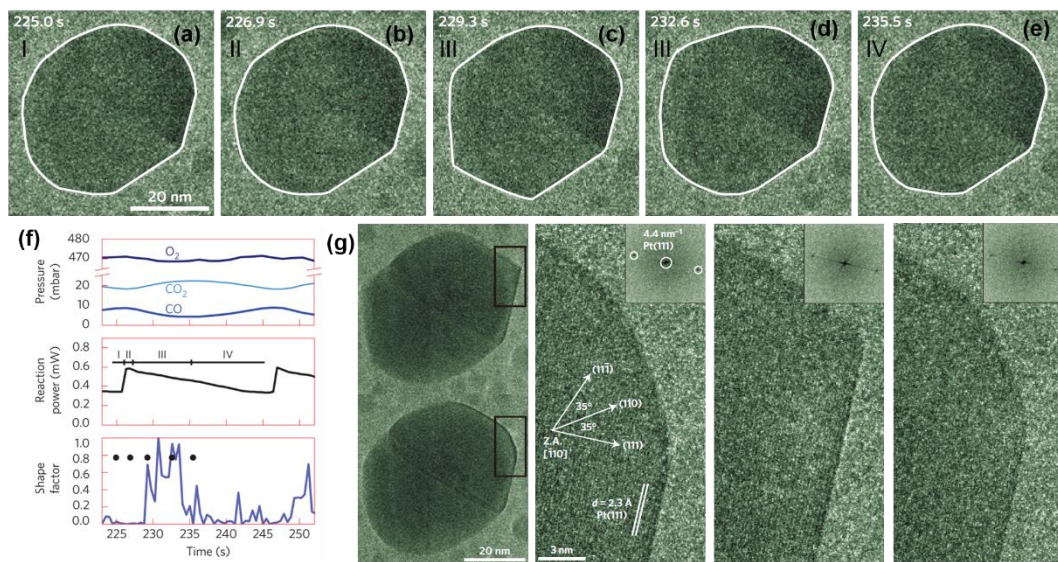 225.0 s (a)
I
20 nm
226.9 s (b)
II
229.3 s (c)
III
232.6 s (d)
III
235.5 s (e)
IV
(f)
480
470
20
10
0
Pressure
(mbar)
O₂
CO₂
CO
0.8
0.6
0.4
0.2
0.0
Reaction
power (mW)
I II III IV
1.0
0.8
0.6
0.4
0.2
0.0
Shape
factor
225 230 235 240 245 250
Time (s)
(g)
20 nm
4.4 nm⁻¹
Pt(111)
(111̄)
35°
(110)
35°
(111)
Z.A.
[1̄10]
d = 2.3 Å
Pt(111)
3 nm